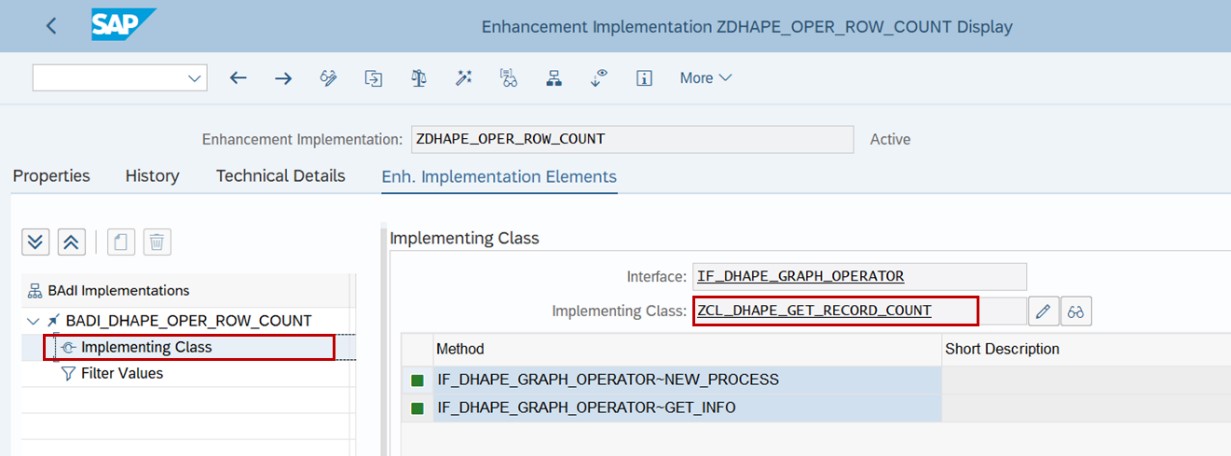 SAP
Enhancement Implementation ZDHAPE_OPER_ROW_COUNT Display
More
Enhancement Implementation: ZDHAPE_OPER_ROW_COUNT Active
Properties History Technical Details Enh. Implementation Elements
Implementing Class
Interface: IF_DHAPE_GRAPH_OPERATOR
BAdI Implementations
Implementing Class: ZCL_DHAPE_GET_RECORD_COUNT
BADI_DHAPE_OPER_ROW_COUNT
Implementing Class
Method Short Description
Filter Values
IF_DHAPE_GRAPH_OPERATOR~NEW_PROCESS
IF_DHAPE_GRAPH_OPERATOR~GET_INFO